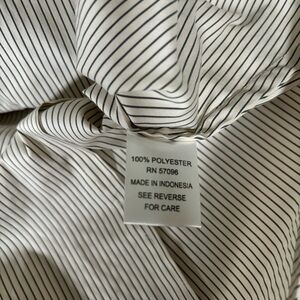 100% POLYESTER
RN 57096
MADE IN INDONESIA
SEE REVERSE
FOR CARE